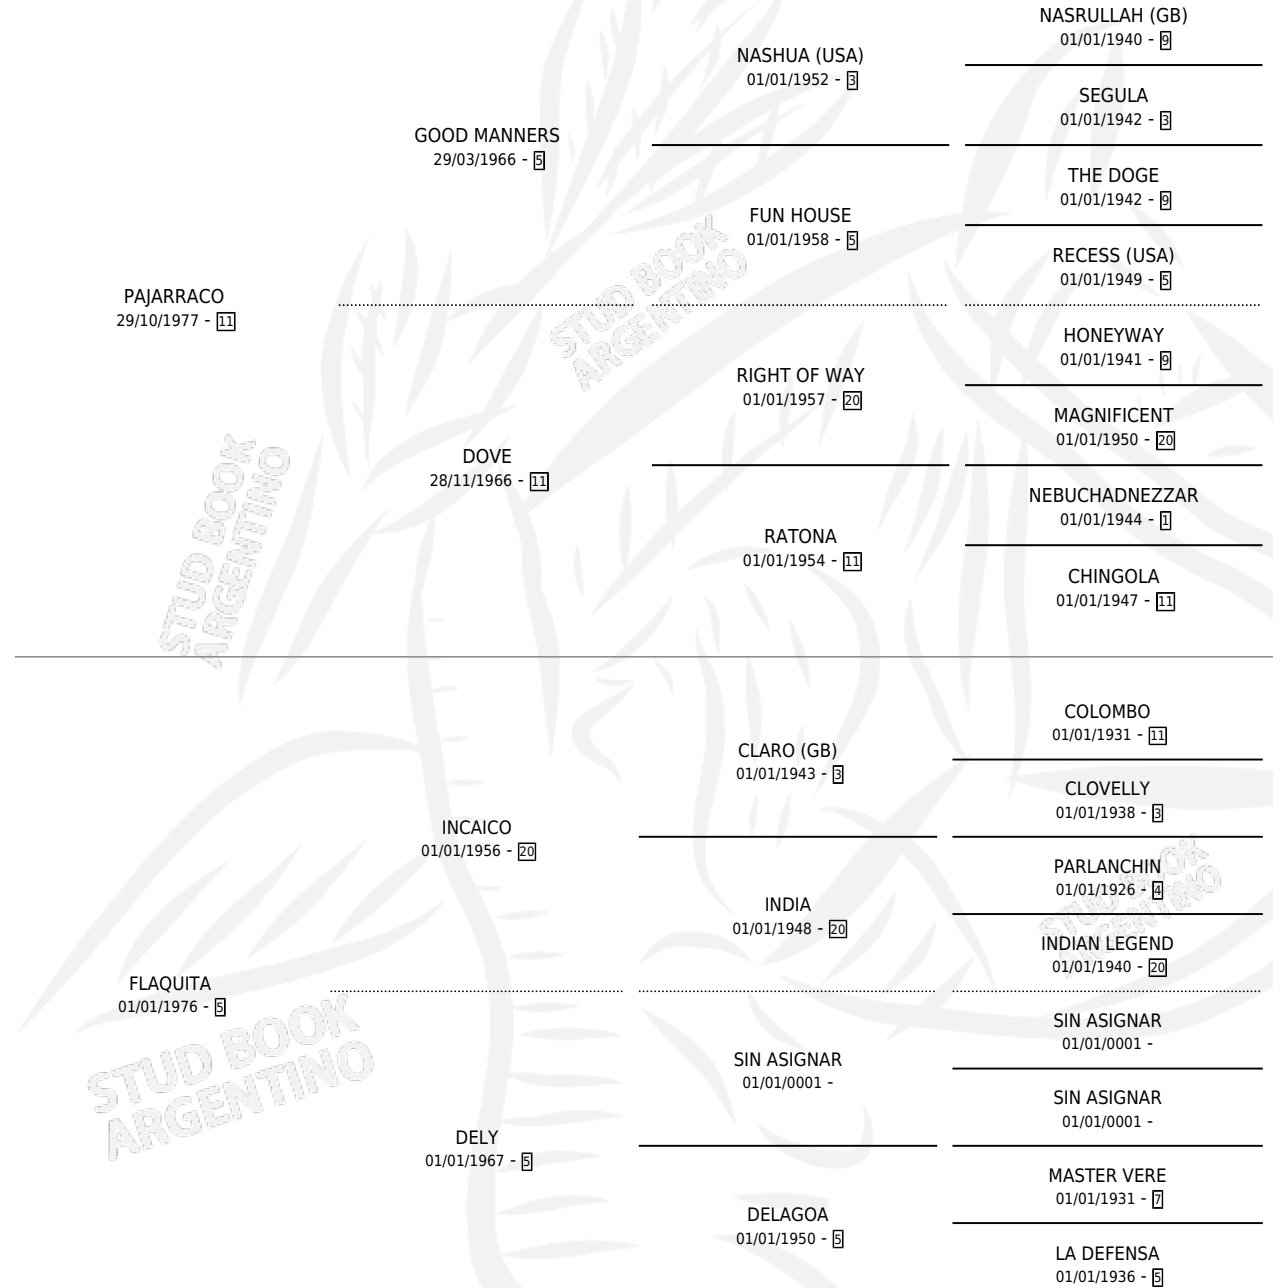 NASRULLAH (GB)
01/01/1940 - 9
NASHUA (USA)
01/01/1952 - 3
SEGULA
01/01/1942 - 3
GOOD MANNERS
29/03/1966 - 5
THE DOGE
01/01/1942 - 9
FUN HOUSE
01/01/1958 - 5
RECESS (USA)
01/01/1949 - 5
PAJARRACO
29/10/1977 - 11
HONEYWAY
01/01/1941 - 9
RIGHT OF WAY
01/01/1957 - 20
MAGNIFICENT
01/01/1950 - 20
DOVE
28/11/1966 - 11
NEBUCHADNEZZAR
01/01/1944 - 1
RATONA
01/01/1954 - 11
CHINGOLA
01/01/1947 - 11
COLOMBO
01/01/1931 - 11
CLARO (GB)
01/01/1943 - 3
CLOVELLY
01/01/1938 - 3
INCAICO
01/01/1956 - 20
PARLANCHIN
01/01/1926 - 4
INDIA
01/01/1948 - 20
INDIAN LEGEND
01/01/1940 - 20
FLAQUITA
01/01/1976 - 5
SIN ASIGNAR
01/01/0001 -
SIN ASIGNAR
01/01/0001 -
SIN ASIGNAR
01/01/0001 -
DELY
01/01/1967 - 5
MASTER VERE
01/01/1931 - 7
DELAGOA
01/01/1950 - 5
LA DEFENSA
01/01/1936 - 5
STUD BOOK
ARGENTINO
STUD BOOK
ARGENTINO
STUD BOOK
ARGENTINO
STUD BOOK
ARGENTINO